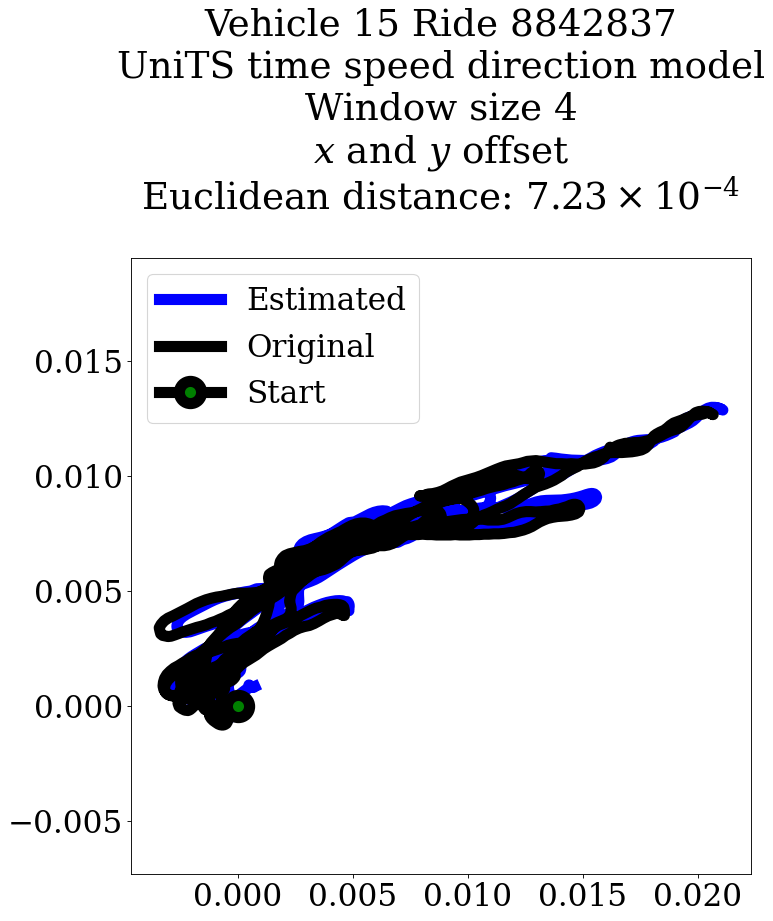 Vehicle 15 Ride 8842837
UniTS time speed direction model
Window size 4
x and y offset
Euclidean distance: 7.23 × 10⁻⁴
Estimated
Original
Start
0.015
0.010
0.005
0.000
−0.005
0.000 0.005 0.010 0.015 0.020